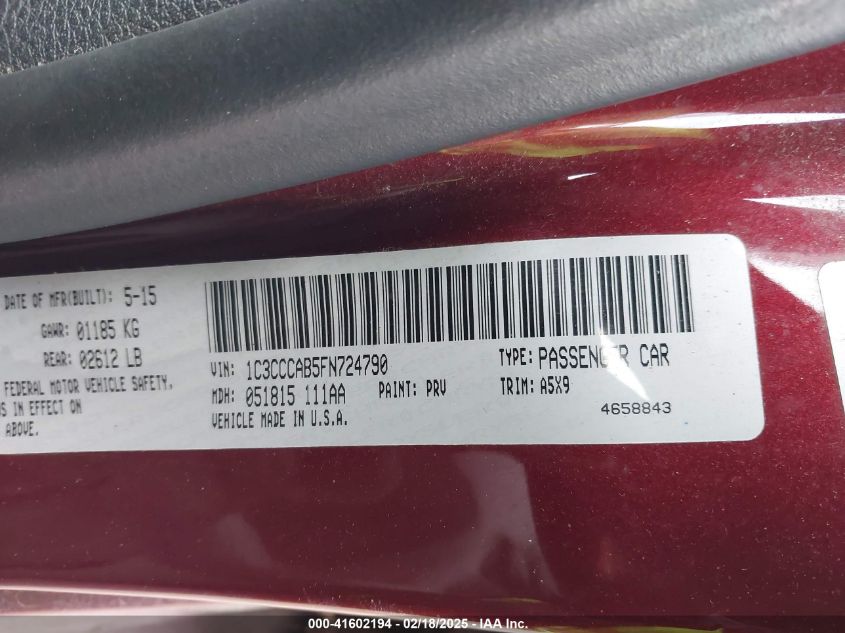 DATE OF MFR(BUILT): 5-15
GAWR: 01185 KG
REAR: 02612 LB
FEDERAL MOTOR VEHICLE SAFETY,
IS IN EFFECT ON
ABOVE.
VIN: 1C3CCCAB5FN724790
TYPE: PASSENGER CAR
MDH: 051815 111AA
PAINT: PRV
TRIM: A5X9
VEHICLE MADE IN U.S.A.
4658843
000-41602194 - 02/18/2025 - IAA Inc.